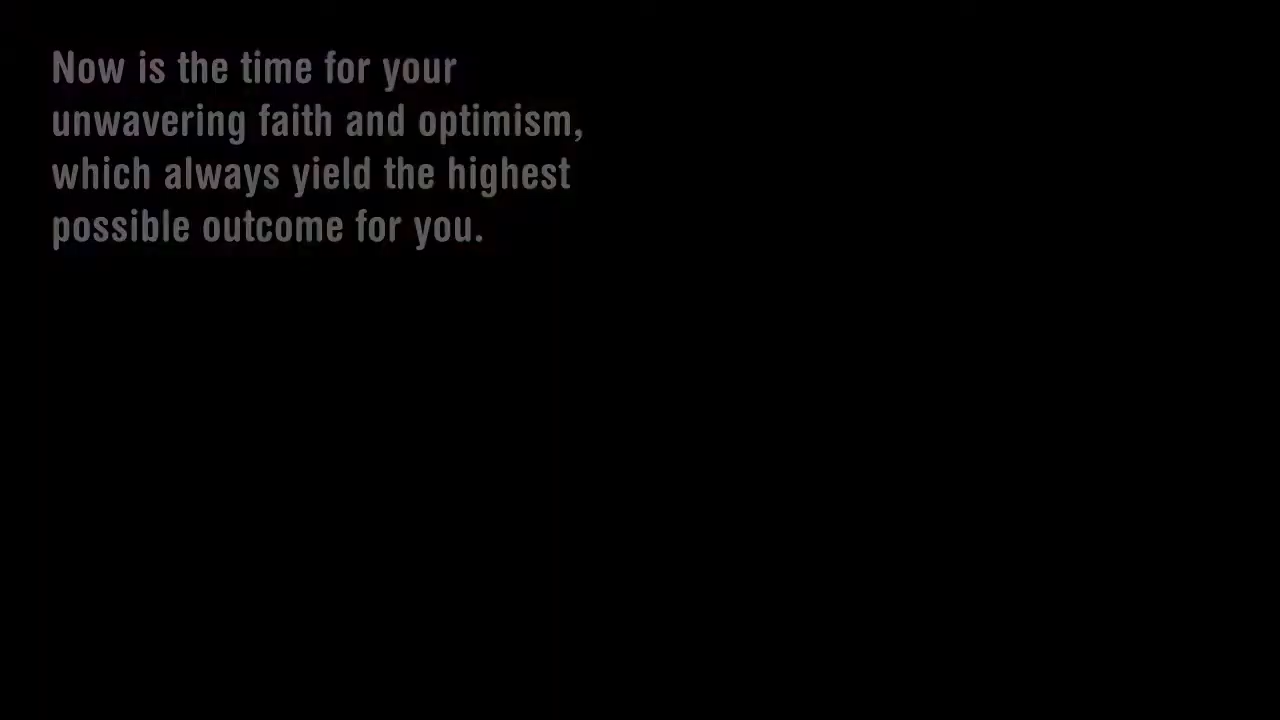 Now is the time for your
unwavering faith and optimism,
which always yield the highest
possible outcome for you.